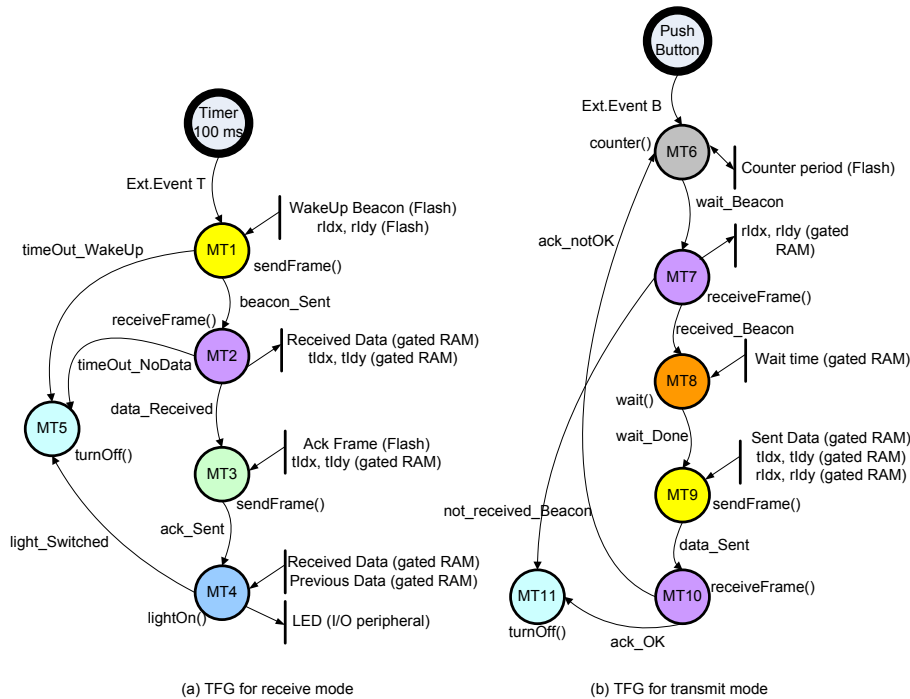 Timer
100 ms
Ext.Event T
WakeUp Beacon (Flash)
rIdx, rIdy (Flash)
MT1
timeOut_WakeUp
sendFrame()
beacon_Sent
receiveFrame()
MT2
Received Data (gated RAM)
tIdx, tIdy (gated RAM)
timeOut_NoData
data_Received
MT5
turnOff()
Ack Frame (Flash)
tIdx, tIdy (gated RAM)
MT3
sendFrame()
ack_Sent
light_Switched
Received Data (gated RAM)
Previous Data (gated RAM)
MT4
lightOn()
LED (I/O peripheral)
(a) TFG for receive mode
Push
Button
Ext.Event B
counter()
MT6
Counter period (Flash)
wait_Beacon
ack_notOK
rIdx, rIdy (gated
RAM)
MT7
receiveFrame()
received_Beacon
Wait time (gated RAM)
MT8
wait()
wait_Done
Sent Data (gated RAM)
tIdx, tIdy (gated RAM)
rIdx, rIdy (gated RAM)
MT9
sendFrame()
not_received_Beacon
data_Sent
receiveFrame()
MT10
MT11
turnOff()
ack_OK
(b) TFG for transmit mode